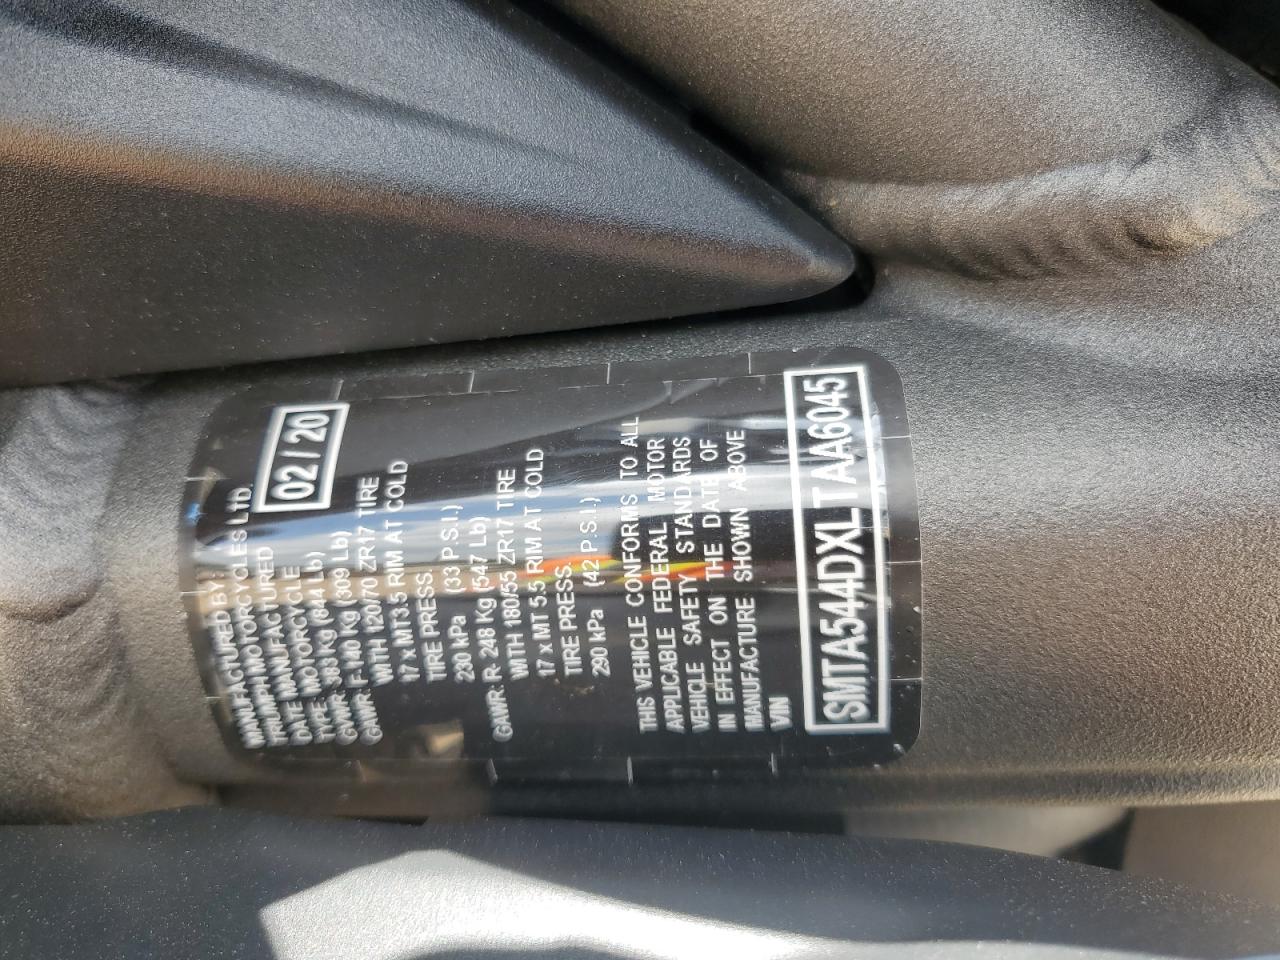 MANUFACTURED BY:
TRIUMPH MOTORCYCLES LTD.
DATE MANUFACTURED 02 / 20
TYPE: MOTORCYCLE
GVWR: 383 Kg (844 Lb)
GAWR: F- 140 Kg (309 Lb)
WITH 120/70 ZR17 TIRE
17 x MT3.5 RIM AT COLD
TIRE PRESS.
230 kPa (33 P.S.I.)
GAWR: R- 248 Kg (547 Lb)
WITH 180/55 ZR17 TIRE
17 x MT 5.5 RIM AT COLD
TIRE PRESS.
290 kPa (42 P.S.I.)
THIS VEHICLE CONFORMS TO ALL
APPLICABLE FEDERAL MOTOR
VEHICLE SAFETY STANDARDS
IN EFFECT ON THE DATE OF
MANUFACTURE SHOWN ABOVE
VIN
SMTA544DXLTAA6045